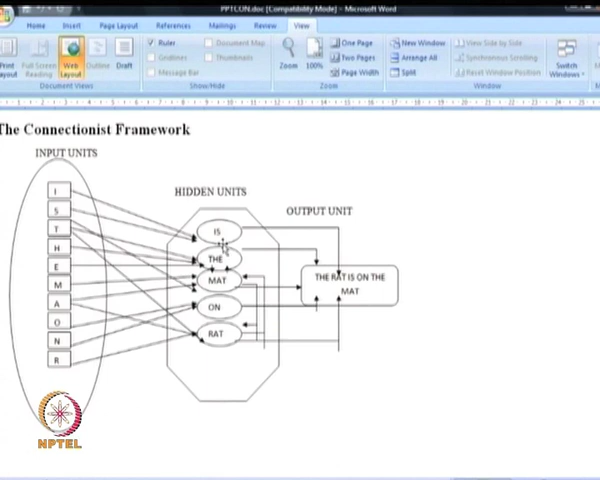 PPTCON.doc [Compatibility Mode] - Microsoft Word
Home Insert Page Layout References Mailings Review View
Print Layout
Full Screen Reading
Web Layout
Outline
Draft
Document Views
Ruler
Gridlines
Message Bar
Document Map
Thumbnails
Show/Hide
Zoom
100%
One Page
Two Pages
Page Width
Zoom
New Window
Arrange All
Split
View Side by Side
Synchronous Scrolling
Reset Window Position
Switch Windows
Window
The Connectionist Framework
INPUT UNITS
HIDDEN UNITS
OUTPUT UNIT
I
S
T
H
E
M
A
O
N
R
IS
THE
MAT
ON
RAT
THE RAT IS ON THE
MAT
NPTEL